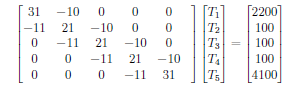 31 −10 0 0 0 T₁ 2200
−11 21 −10 0 0 T₂ 100
0 −11 21 −10 0 T₃ = 100
0 0 −11 21 −10 T₄ 100
0 0 0 −11 31 T₅ 4100